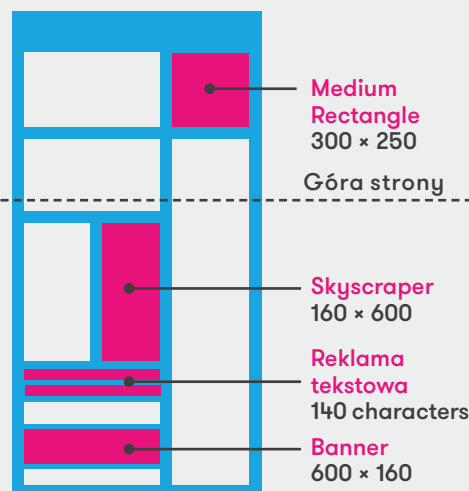 Medium
Rectangle
300 × 250
Góra strony
Skyscraper
160 × 600
Reklama
tekstowa
140 characters
Banner
600 × 160